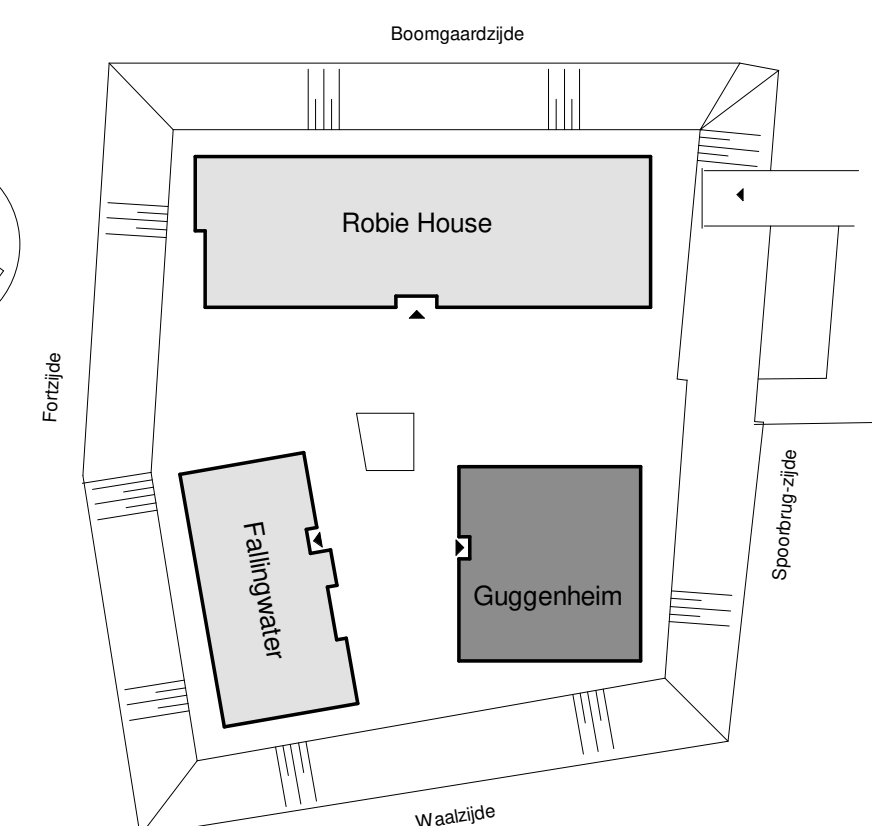 Boomgaardzijde
Robie House
Fortzijde
Spoorbrug-zijde
Fallingwater
Guggenheim
Waalzijde